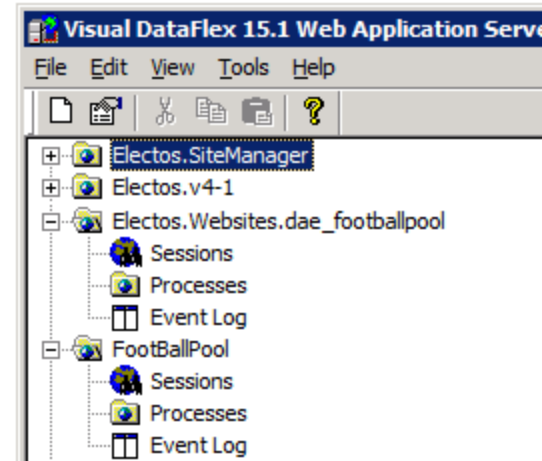 Visual DataFlex 15.1 Web Application Serve
File Edit View Tools Help
Electos.SiteManager
Electos.v4-1
Electos.Websites.dae_footballpool
Sessions
Processes
Event Log
FootBallPool
Sessions
Processes
Event Log